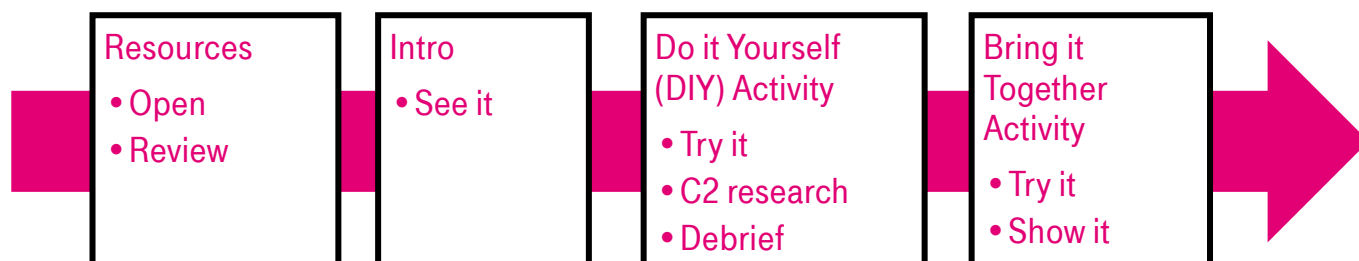 Resources
• Open
• Review
Intro
• See it
Do it Yourself
(DIY) Activity
• Try it
• C2 research
• Debrief
Bring it
Together
Activity
• Try it
• Show it